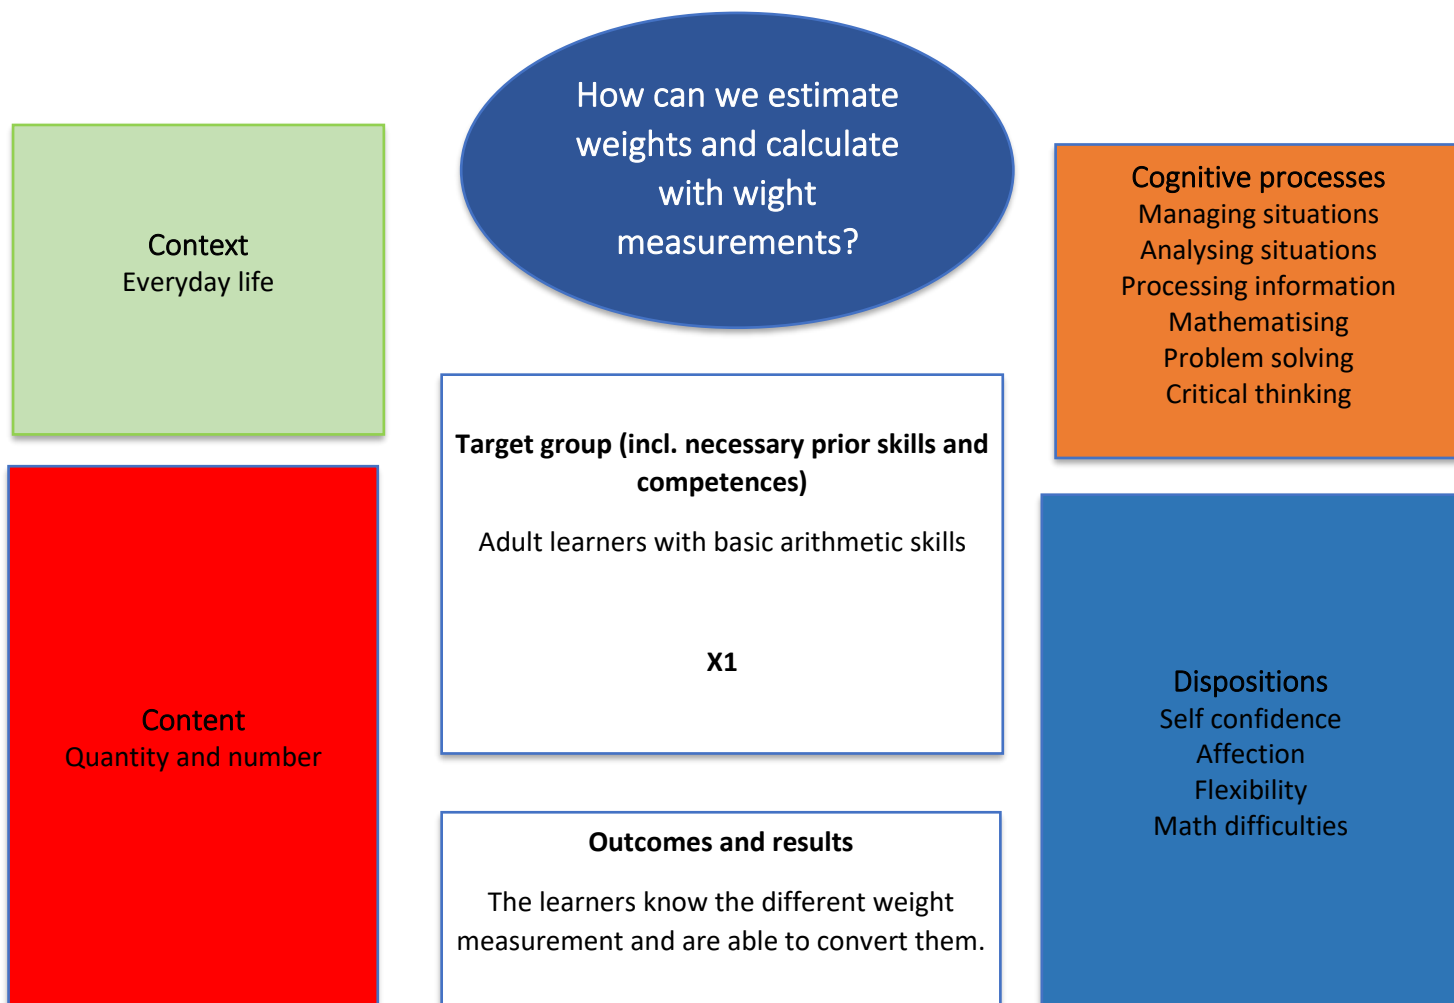 How can we estimate
weights and calculate
with wight
measurements?
Context
Everyday life
Cognitive processes
Managing situations
Analysing situations
Processing information
Mathematising
Problem solving
Critical thinking
Target group (incl. necessary prior skills and
competences)
Adult learners with basic arithmetic skills
X1
Content
Quantity and number
Dispositions
Self confidence
Affection
Flexibility
Math difficulties
Outcomes and results
The learners know the different weight
measurement and are able to convert them.